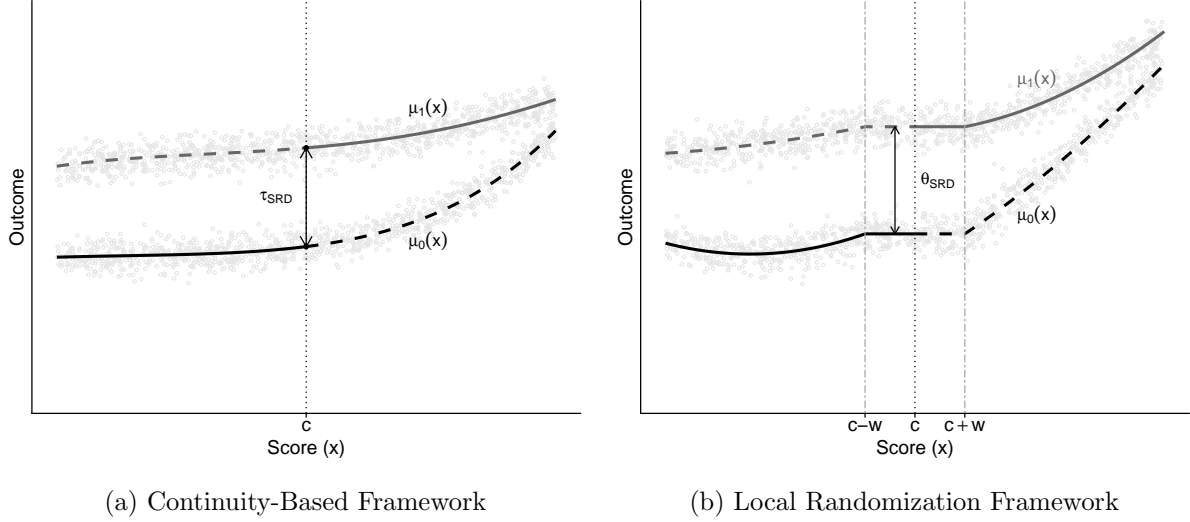 Outcome
μ1(x)
τSRD
μ0(x)
c
Score (x)
(a) Continuity-Based Framework
Outcome
μ1(x)
θSRD
μ0(x)
c−w c c+w
Score (x)
(b) Local Randomization Framework